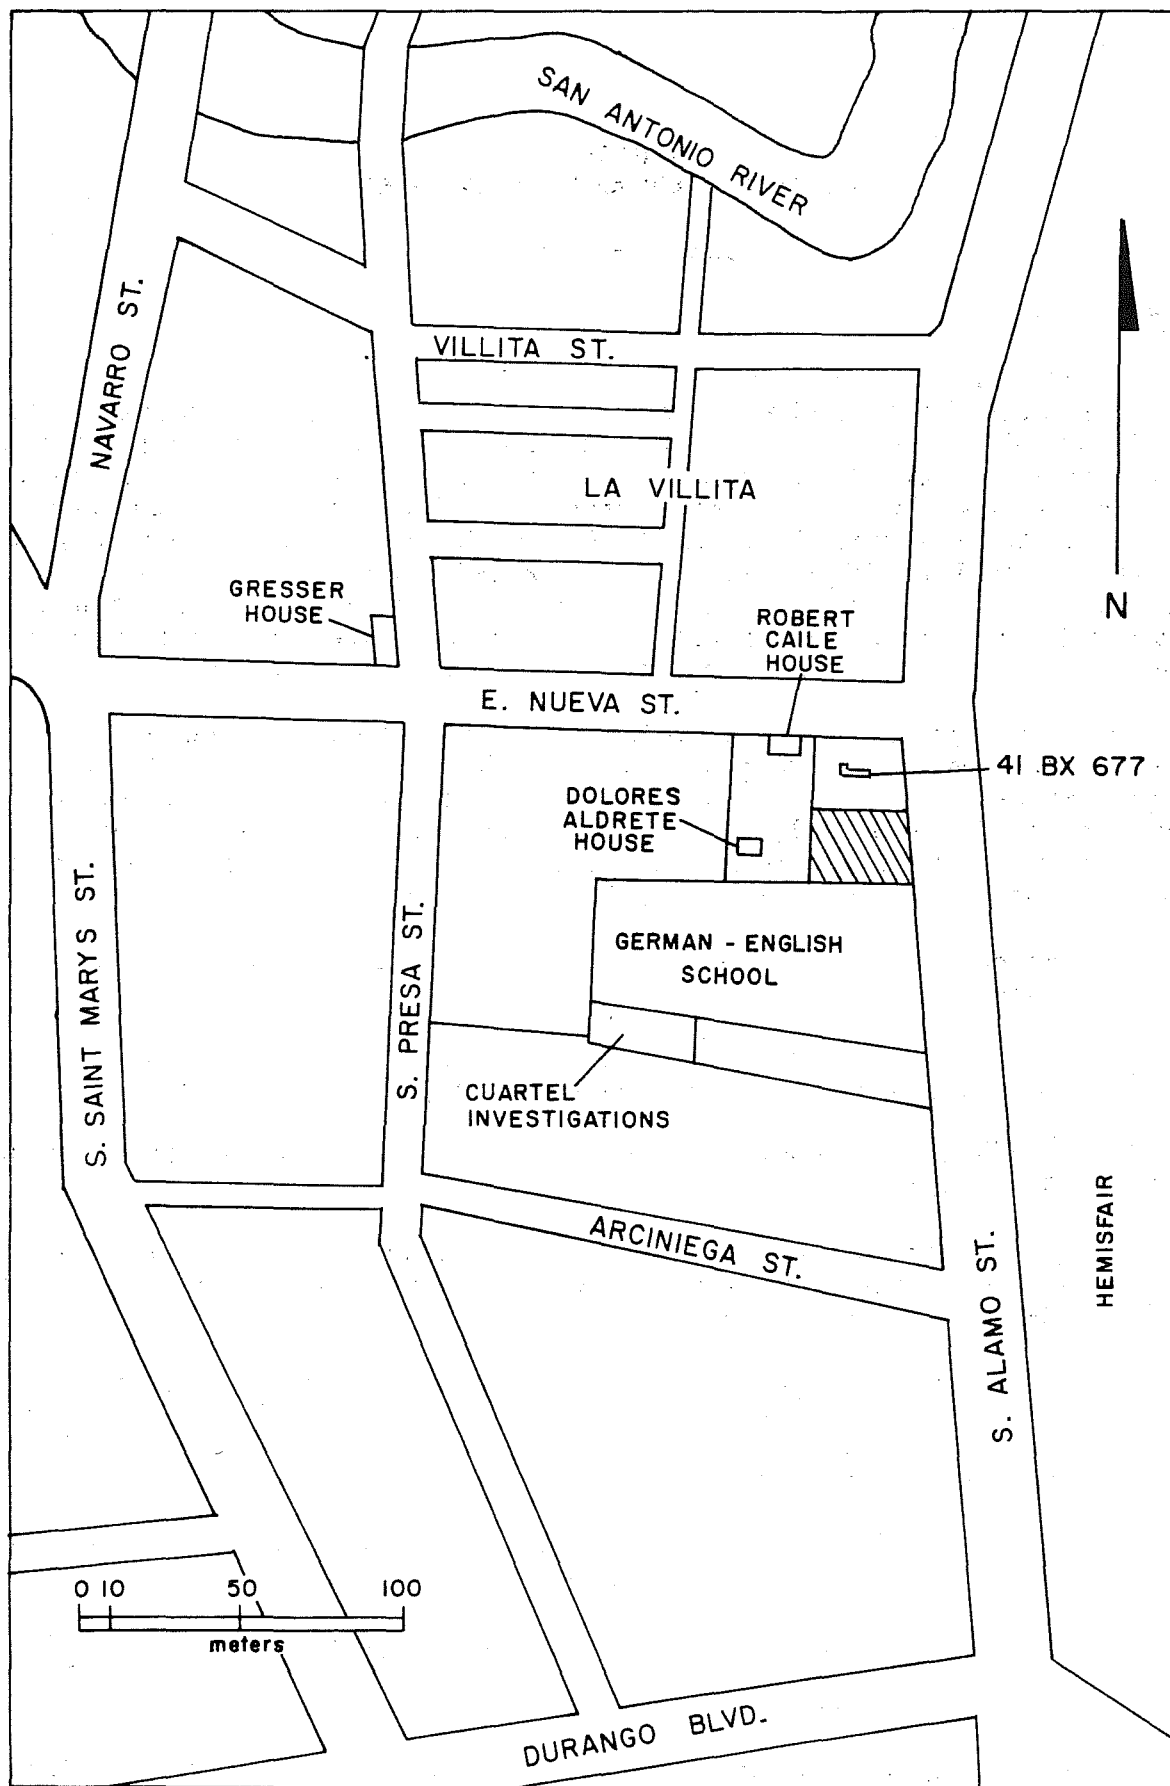 SAN ANTONIO RIVER
NAVARRO ST.
VILLITA ST.
LA VILLITA
N
GRESSER
HOUSE
ROBERT
CAILE
HOUSE
E. NUEVA ST.
41 BX 677
DOLORES
ALDRETE
HOUSE
S. SAINT MARYS ST.
S. PRESA ST.
GERMAN - ENGLISH
SCHOOL
CUARTEL
INVESTIGATIONS
ARCINIEGA ST.
S. ALAMO ST.
HEMISFAIR
0 10 50 100
meters
DURANGO BLVD.